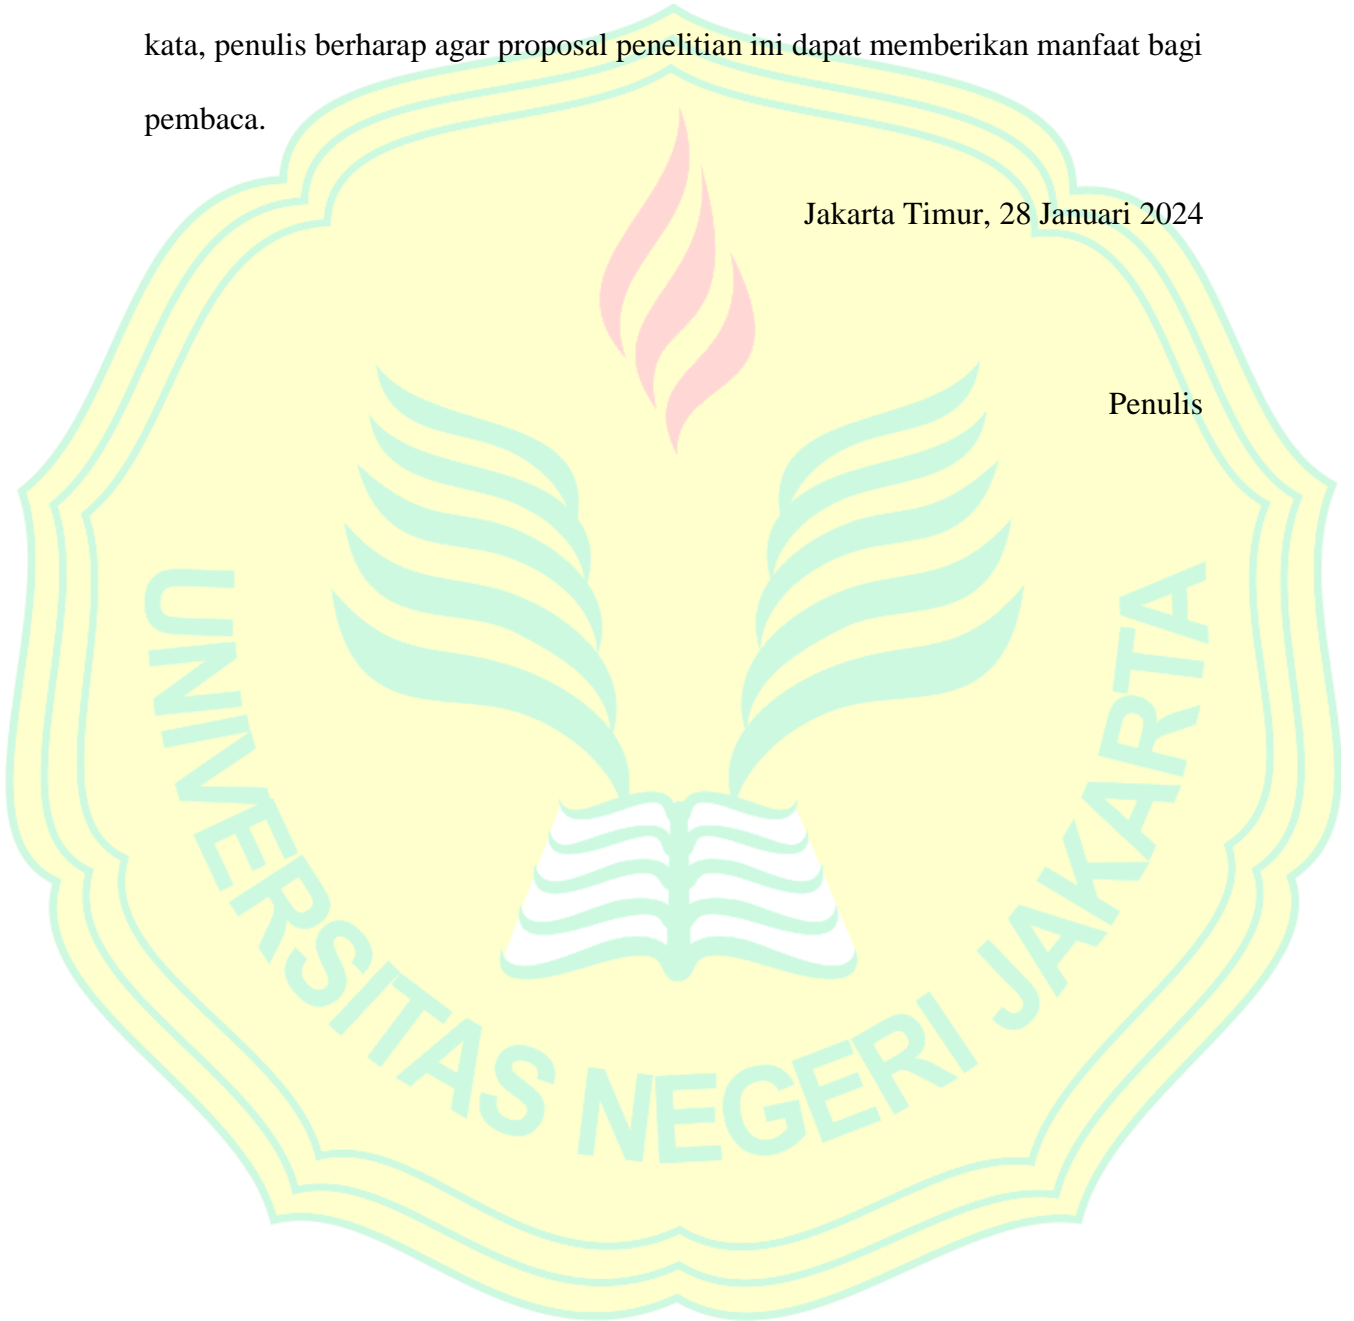 kata, penulis berharap agar proposal penelitian ini dapat memberikan manfaat bagi
pembaca.
Jakarta Timur, 28 Januari 2024
Penulis
UNIVERSITAS NEGERI JAKARTA